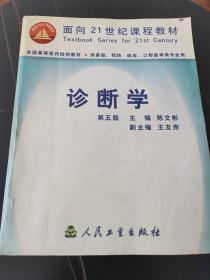 面向21世纪课程教材
Textbook Series for 21st Century
全国高等医药院校教材·供基础、预防、临床、口腔医学类专业用
诊断学
第五版 主编 陈文彬
副主编 王友赤
人民卫生出版社